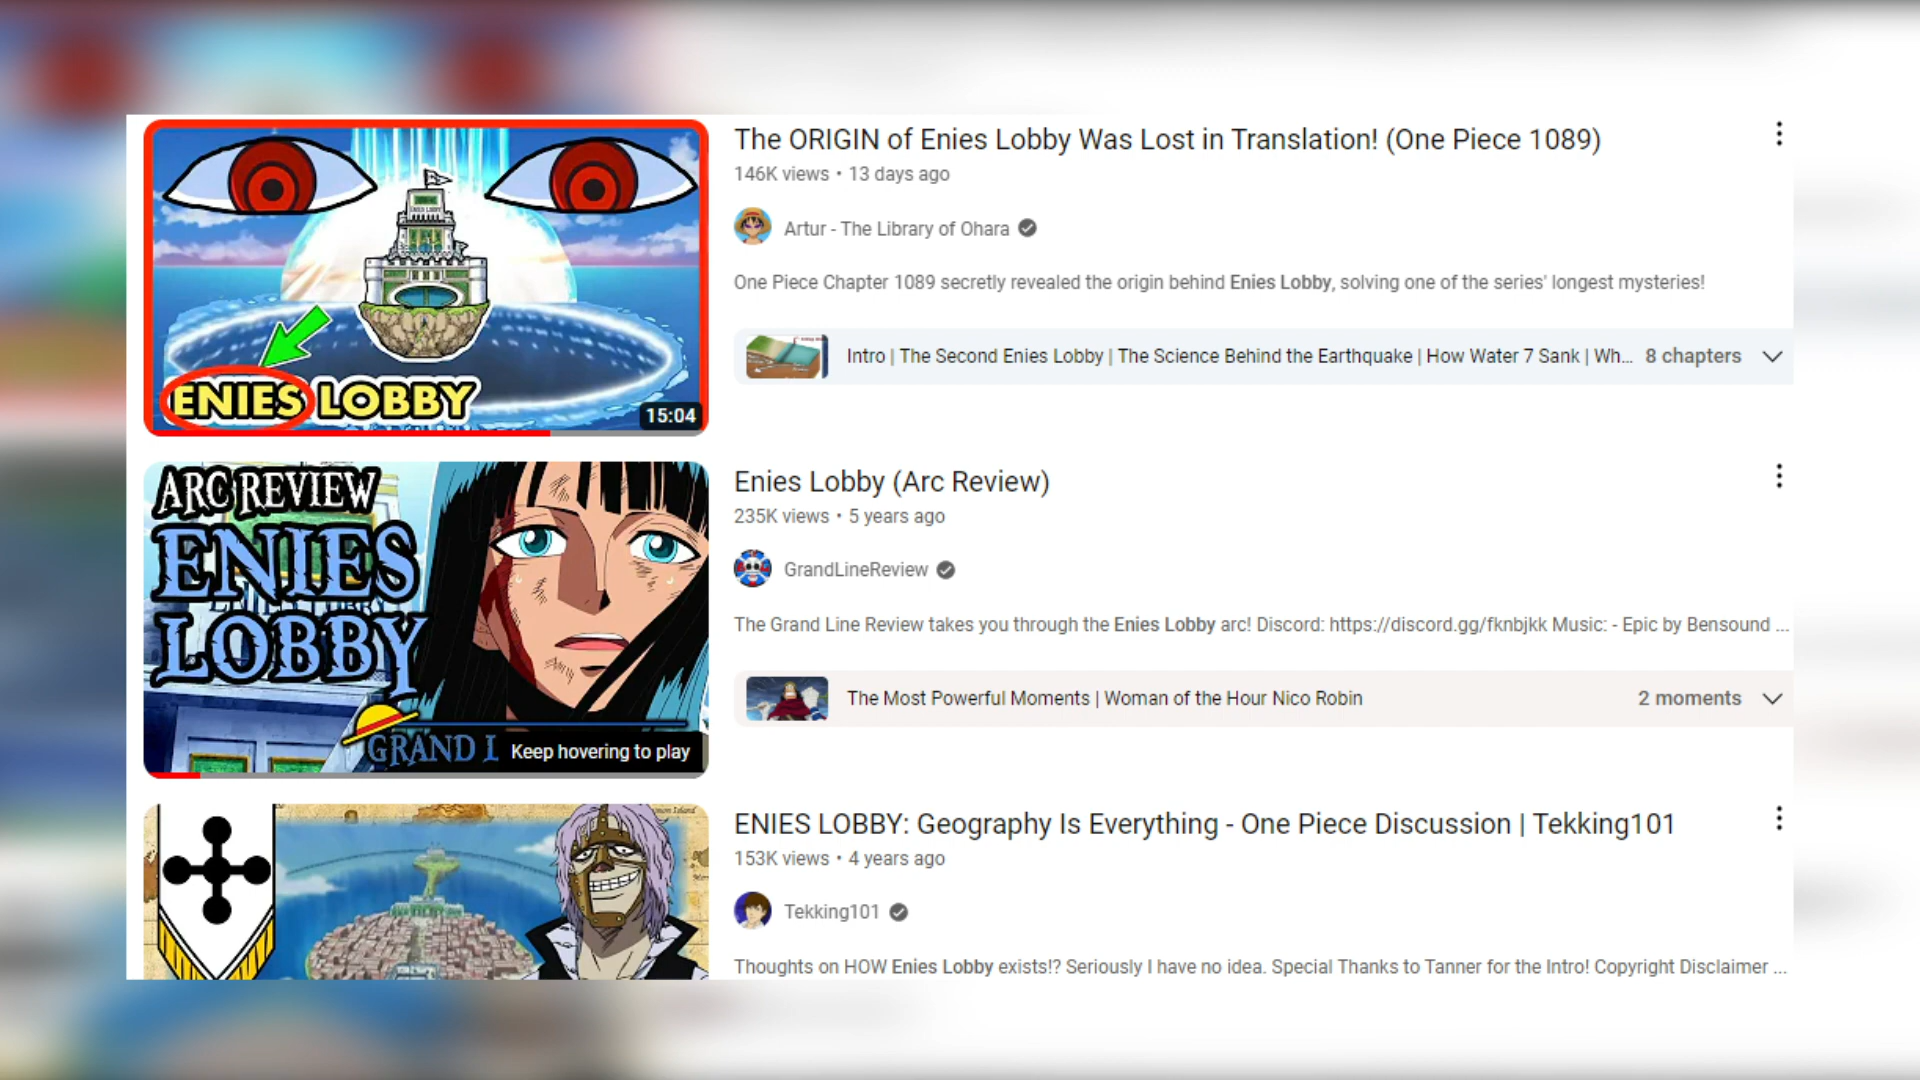 The ORIGIN of Enies Lobby Was Lost in Translation! (One Piece 1089)
146K views • 13 days ago
Artur - The Library of Ohara
One Piece Chapter 1089 secretly revealed the origin behind Enies Lobby, solving one of the series' longest mysteries!
Intro | The Second Enies Lobby | The Science Behind the Earthquake | How Water 7 Sank | Wh... 8 chapters
ENIES LOBBY
15:04
ARC REVIEW
ENIES
LOBBY
GRAND L
Keep hovering to play
Enies Lobby (Arc Review)
235K views • 5 years ago
GrandLineReview
The Grand Line Review takes you through the Enies Lobby arc! Discord: https://discord.gg/fknbjkk Music: - Epic by Bensound ...
The Most Powerful Moments | Woman of the Hour Nico Robin 2 moments
ENIES LOBBY: Geography Is Everything - One Piece Discussion | Tekking101
153K views • 4 years ago
Tekking101
Thoughts on HOW Enies Lobby exists!? Seriously I have no idea. Special Thanks to Tanner for the Intro! Copyright Disclaimer ...